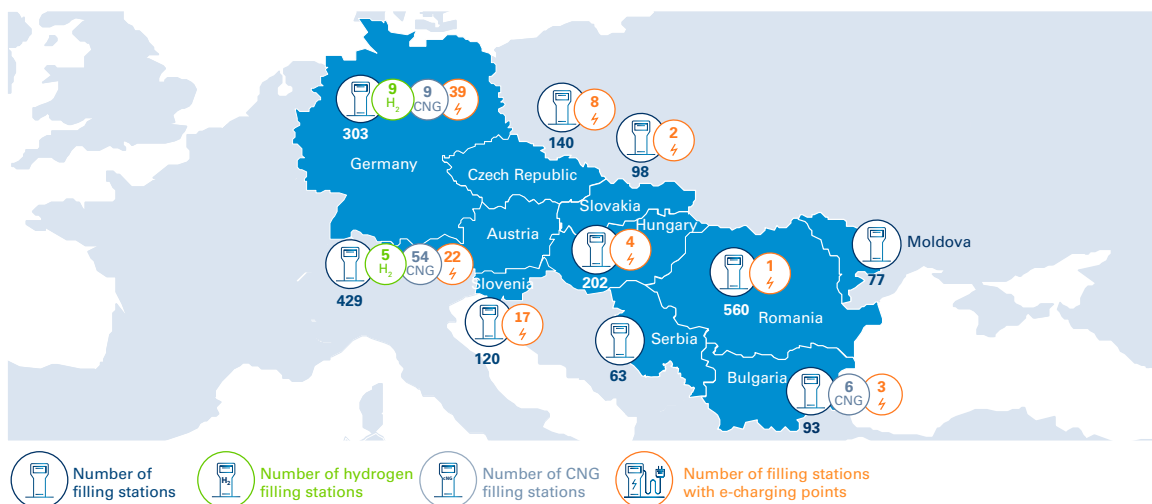 9
H2
9
CNG
39
303
Germany
8
140
2
98
Czech Republic
Slovakia
Austria
Hungary
Moldova
77
5
H2
54
CNG
22
429
4
202
1
560
Romania
Slovenia
17
120
63
Serbia
Bulgaria
6
CNG
3
93
Number of
filling stations
H2
Number of hydrogen
filling stations
CNG
Number of CNG
filling stations
Number of filling stations
with e-charging points